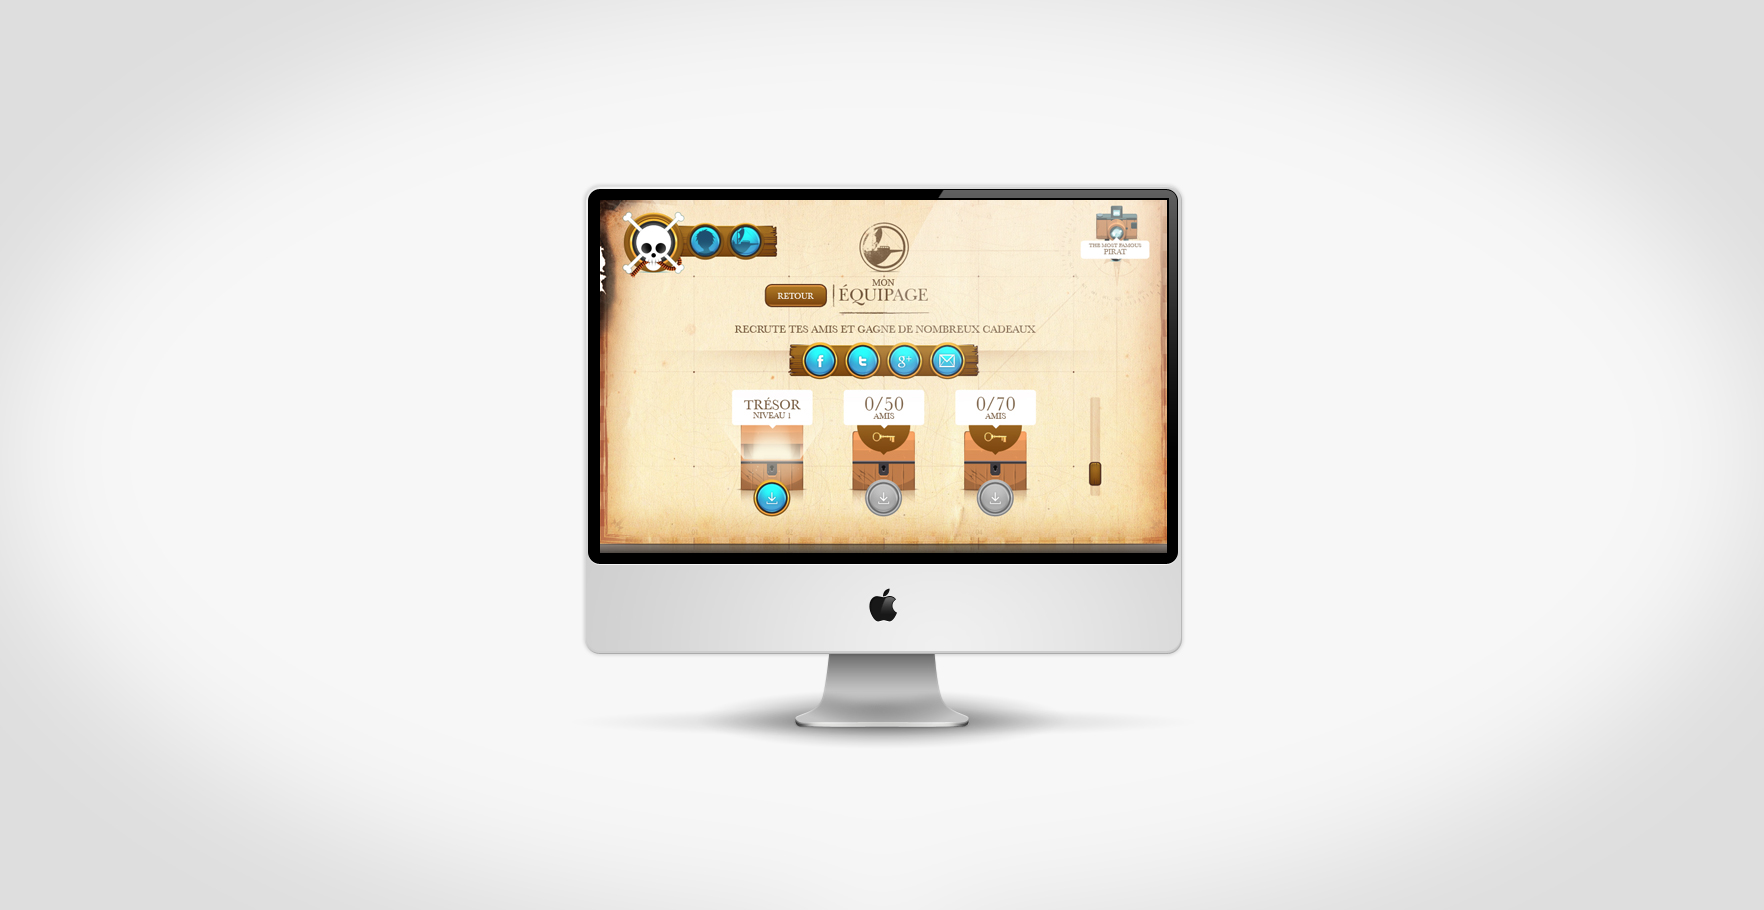 THE MOST FAMOUS
PIRAT
MON
RETOUR
ÉQUIPAGE
RECRUTE TES AMIS ET GAGNE DE NOMBREUX CADEAUX
f
t
g+
TRÉSOR
NIVEAU 1
0/50
AMIS
0/70
AMIS